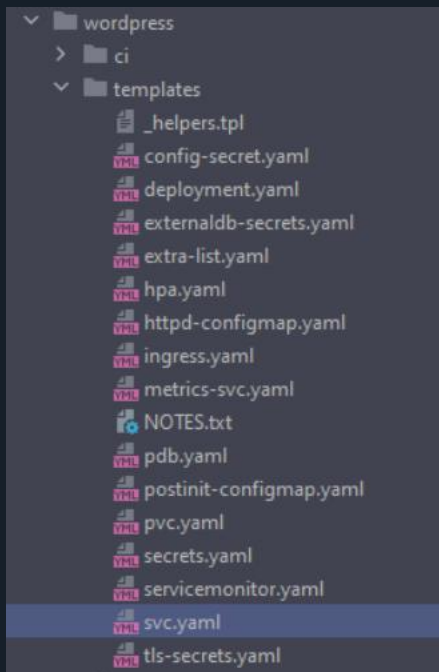 wordpress
ci
templates
_helpers.tpl
config-secret.yaml
deployment.yaml
externaldb-secrets.yaml
extra-list.yaml
hpa.yaml
httpd-configmap.yaml
ingress.yaml
metrics-svc.yaml
NOTES.txt
pdb.yaml
postinit-configmap.yaml
pvc.yaml
secrets.yaml
servicemonitor.yaml
svc.yaml
tls-secrets.yaml